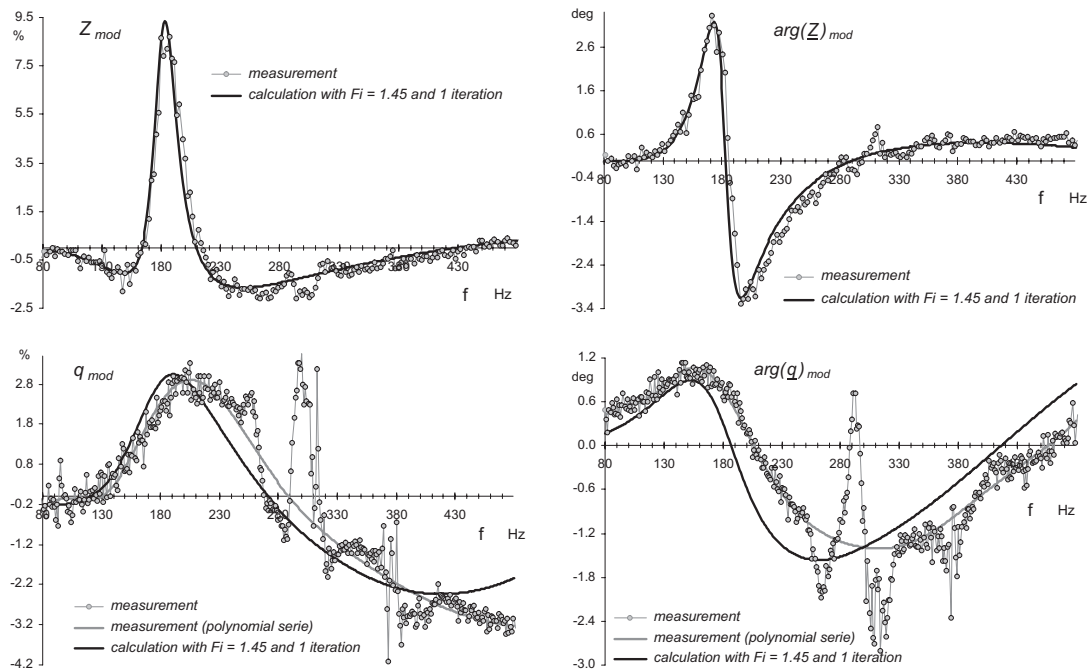 9.5
%
Z mod
7.5
measurement
calculation with Fi = 1.45 and 1 iteration
5.5
3.5
1.5
-0.5
80 130 180 230 280 330 380 430
f Hz
-2.5
deg
arg(Z) mod
2.6
1.6
0.6
80 130 180 230 280 330 380 430
-0.4
f Hz
-1.4
-2.4
measurement
calculation with Fi = 1.45 and 1 iteration
-3.4
%
q mod
2.8
1.8
0.8
-0.2
80 130 180 230 280 330 380 430
-1.2
f Hz
-2.2
measurement
-3.2
measurement (polynomial serie)
calculation with Fi = 1.45 and 1 iteration
-4.2
1.2
deg
arg(q) mod
0.6
0.0
80 130 180 230 280 330 380 430
-0.6
f Hz
-1.2
-1.8
-2.4
measurement
measurement (polynomial serie)
calculation with Fi = 1.45 and 1 iteration
-3.0